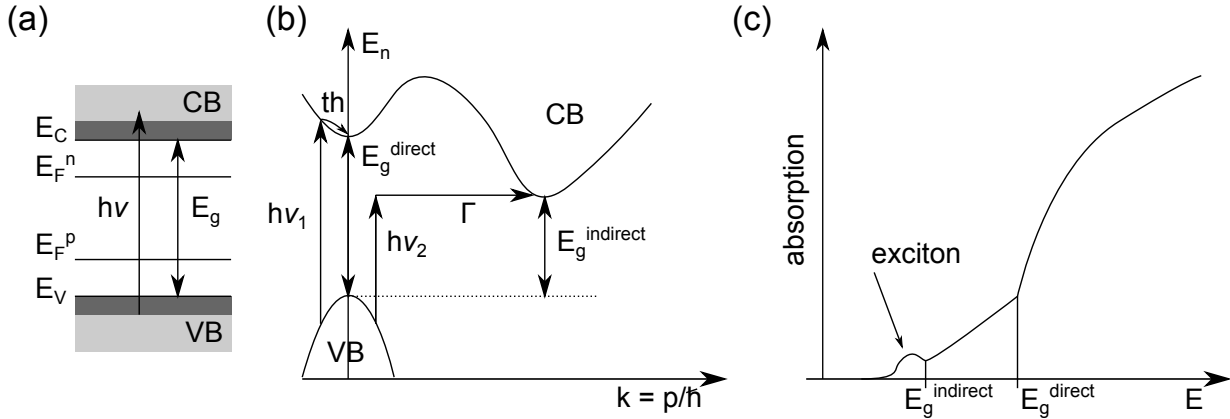 (a)
CB
E_C
E_F^n
hν
E_g
E_F^p
E_V
VB
(b)
E_n
th
CB
E_g^direct
hν_1
Γ
hν_2
E_g^indirect
VB
k = p/ħ
(c)
absorption
exciton
E_g^indirect
E_g^direct
E